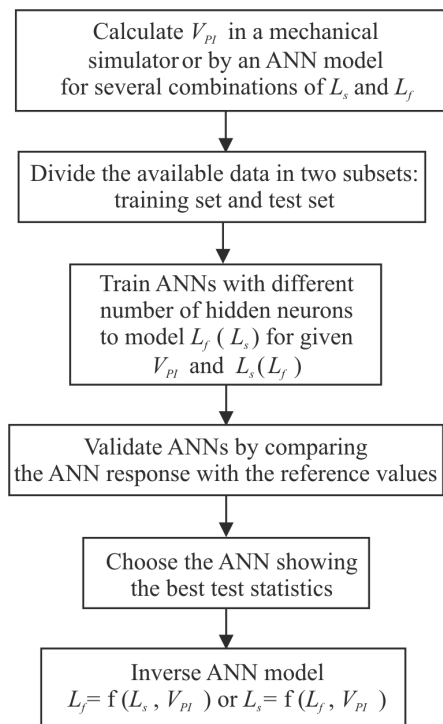 Calculate V_PI in a mechanical
simulator or by an ANN model
for several combinations of L_s and L_f
Divide the available data in two subsets:
training set and test set
Train ANNs with different
number of hidden neurons
to model L_f ( L_s ) for given
V_PI and L_s ( L_f )
Validate ANNs by comparing
the ANN response with the reference values
Choose the ANN showing
the best test statistics
Inverse ANN model
L_f = f ( L_s , V_PI ) or L_s = f ( L_f , V_PI )